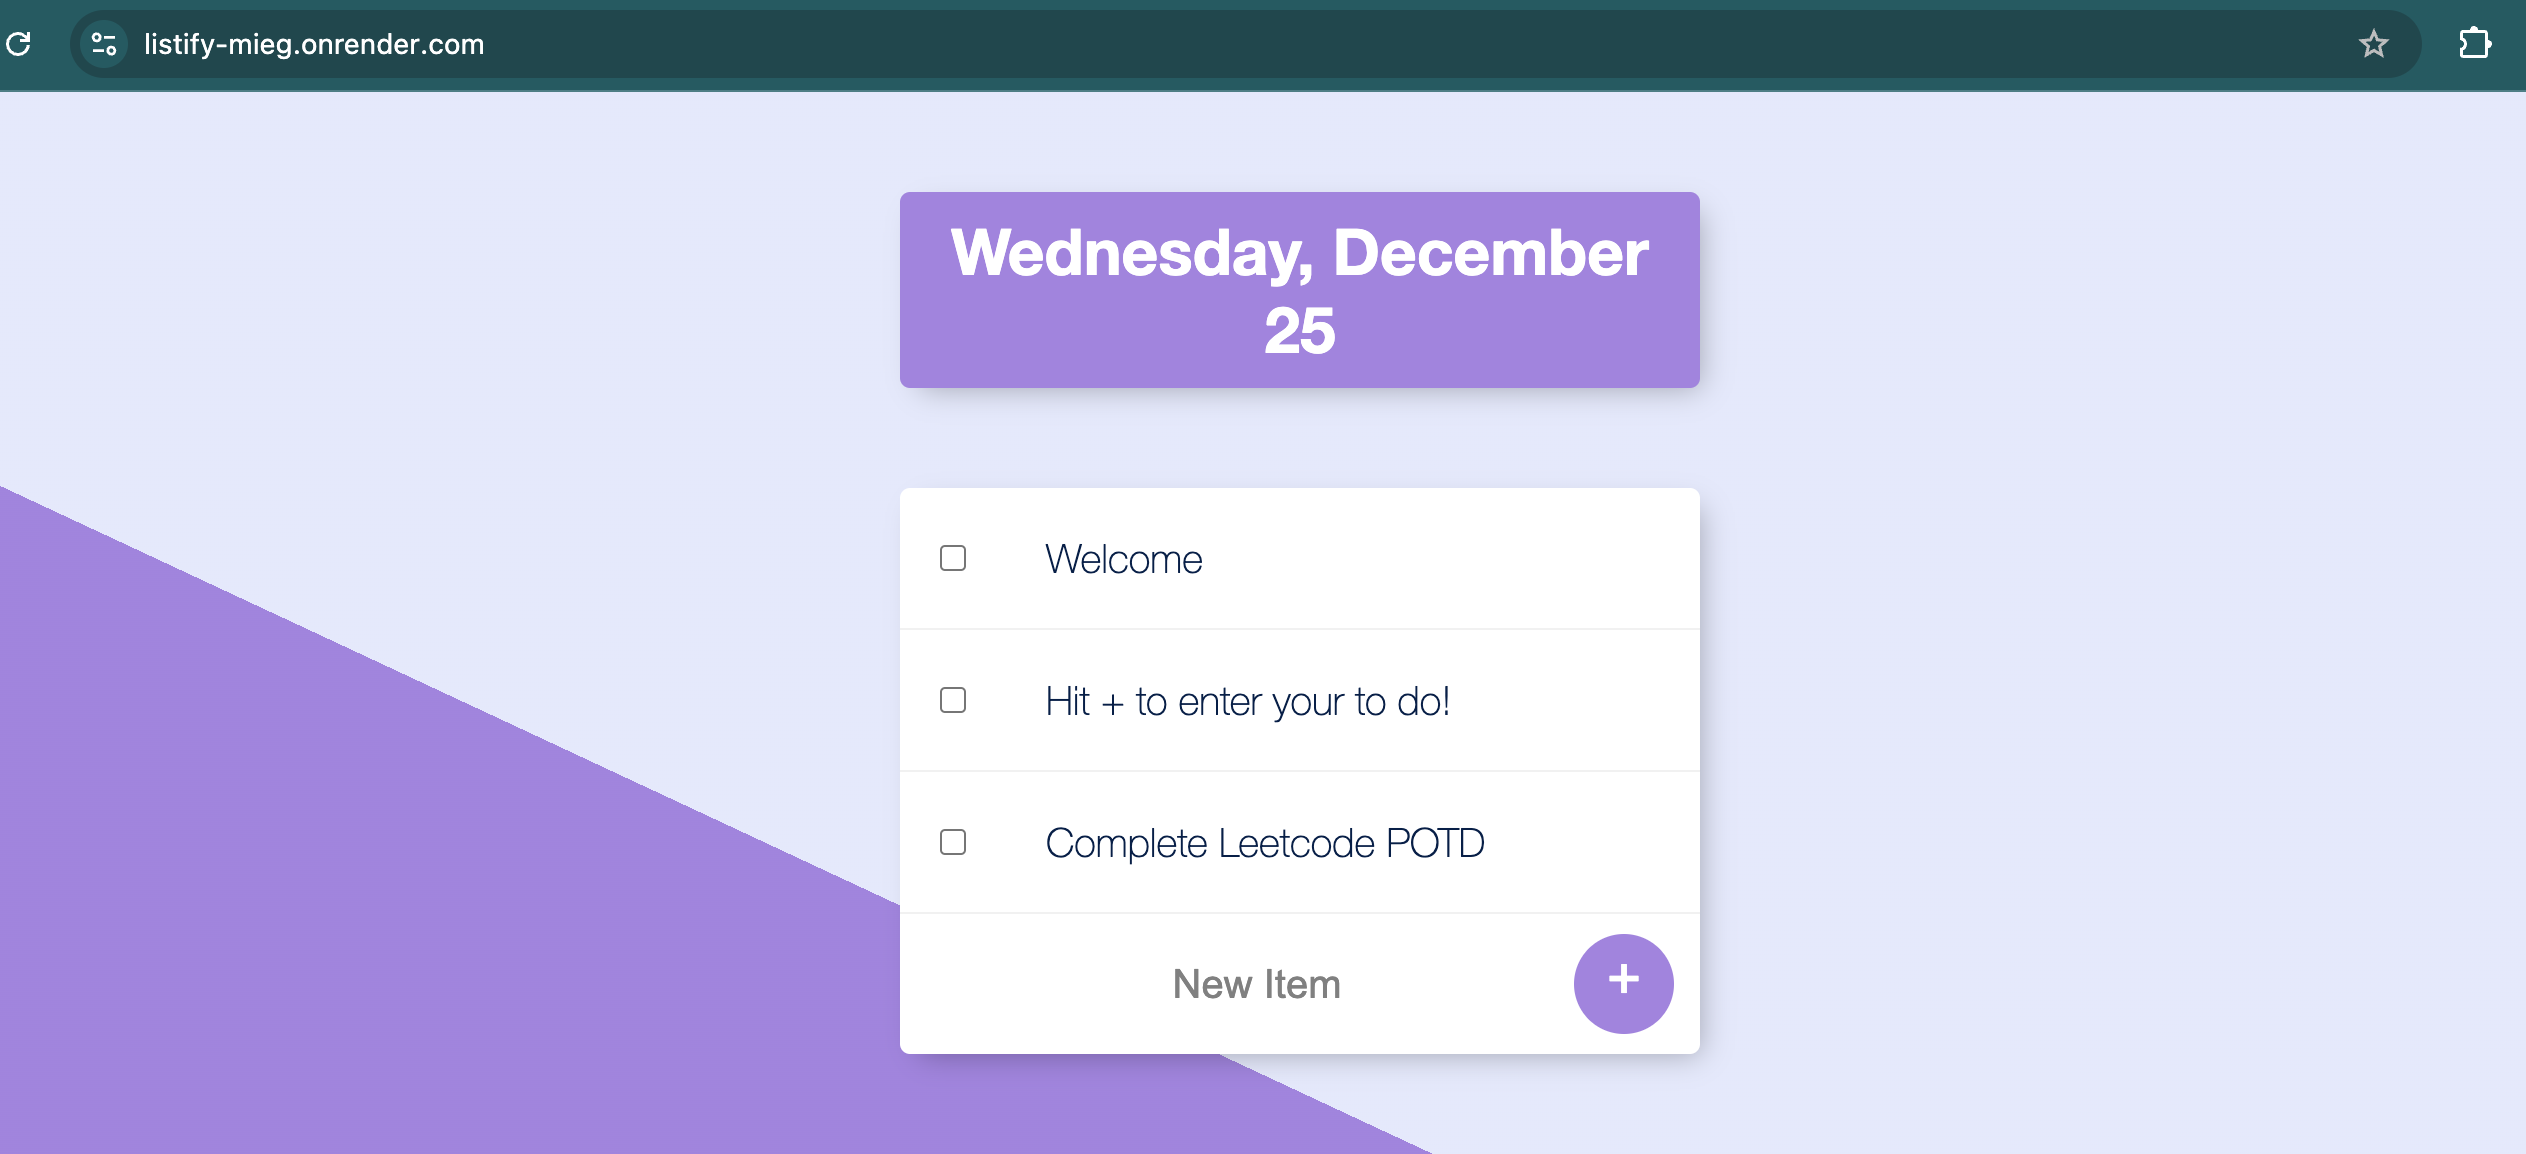 listify-mieg.onrender.com
Wednesday, December
25
Welcome
Hit + to enter your to do!
Complete Leetcode POTD
New Item
+